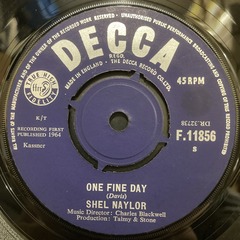 DECCA
REGD.
MADE IN ENGLAND · THE DECCA RECORD CO. LTD.
45 RPM
K/T
RECORDING FIRST
PUBLISHED 1964
Kassner
DR·32738
F.11856
S
ONE FINE DAY
(Davis)
SHEL NAYLOR
Music Director : Charles Blackwell
Production : Talmy & Stone